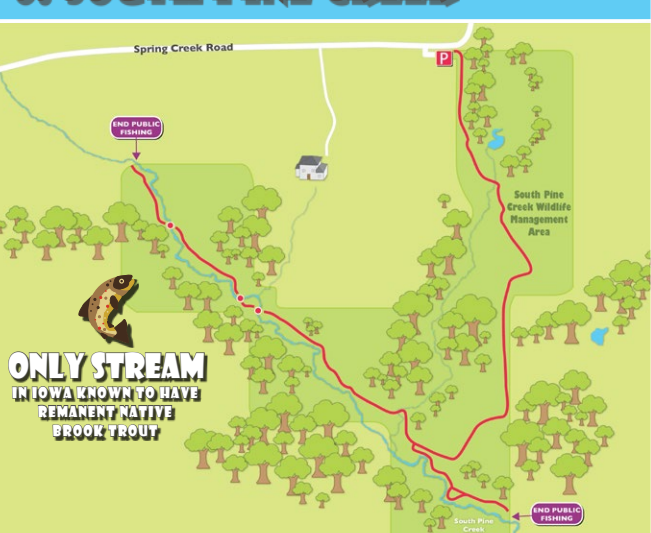 Spring Creek Road
P
END PUBLIC
FISHING
South Pine
Creek Wildlife
Management
Area
ONLY STREAM
IN IOWA KNOWN TO HAVE
REMANENT NATIVE
BROOK TROUT
END PUBLIC
FISHING
South Pine
Creek